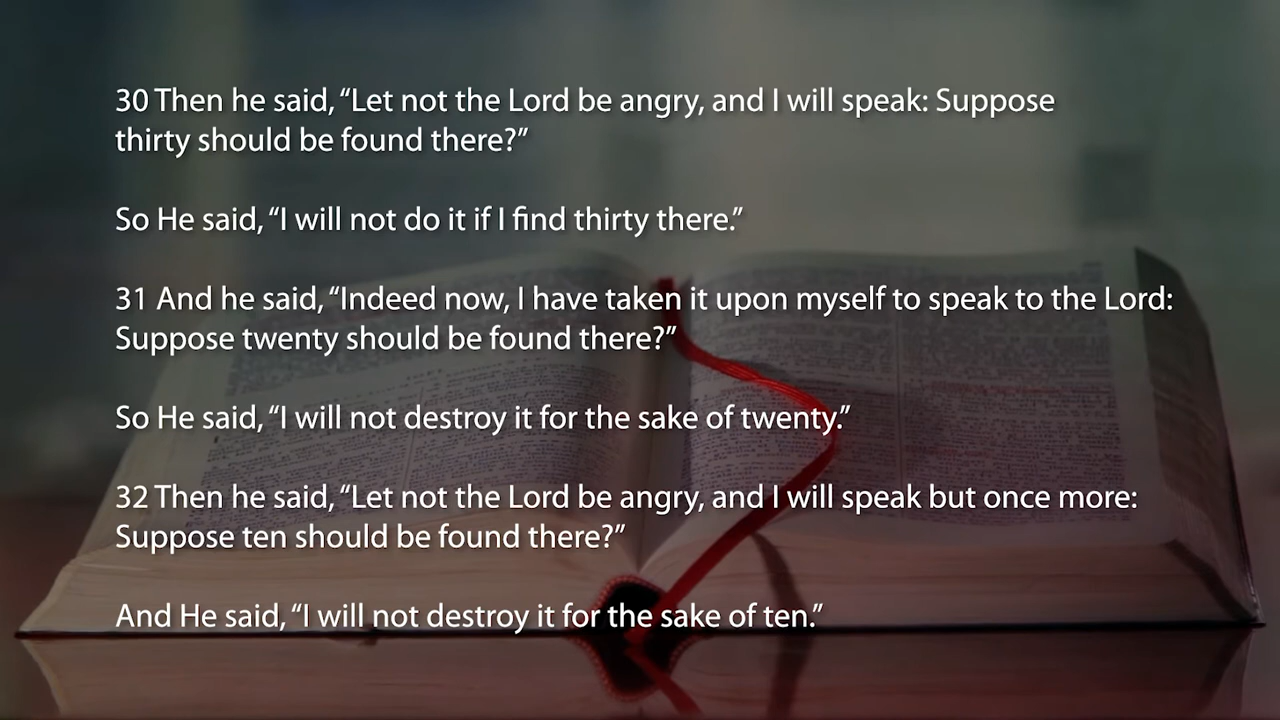 30 Then he said, “Let not the Lord be angry, and I will speak: Suppose
thirty should be found there?”
So He said, “I will not do it if I find thirty there.”
31 And he said, “Indeed now, I have taken it upon myself to speak to the Lord:
Suppose twenty should be found there?”
So He said, “I will not destroy it for the sake of twenty.”
32 Then he said, “Let not the Lord be angry, and I will speak but once more:
Suppose ten should be found there?”
And He said, “I will not destroy it for the sake of ten.”